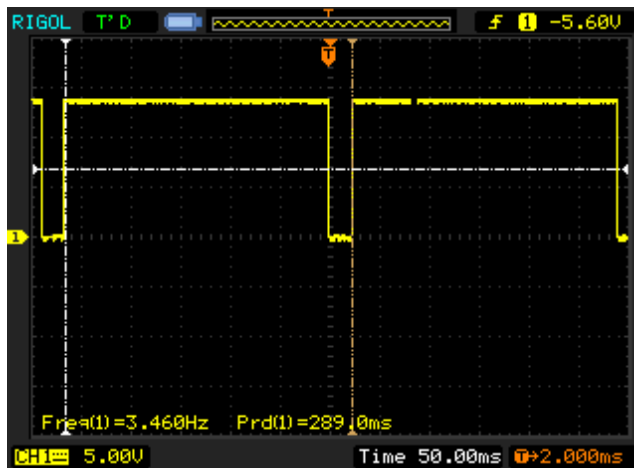 RIGOL T'D T f 1 -5.60V
T
1
Freq(1)=3.460Hz Prd(1)=289.0ms
CH1 5.00V Time 50.00ms T→2.000ms